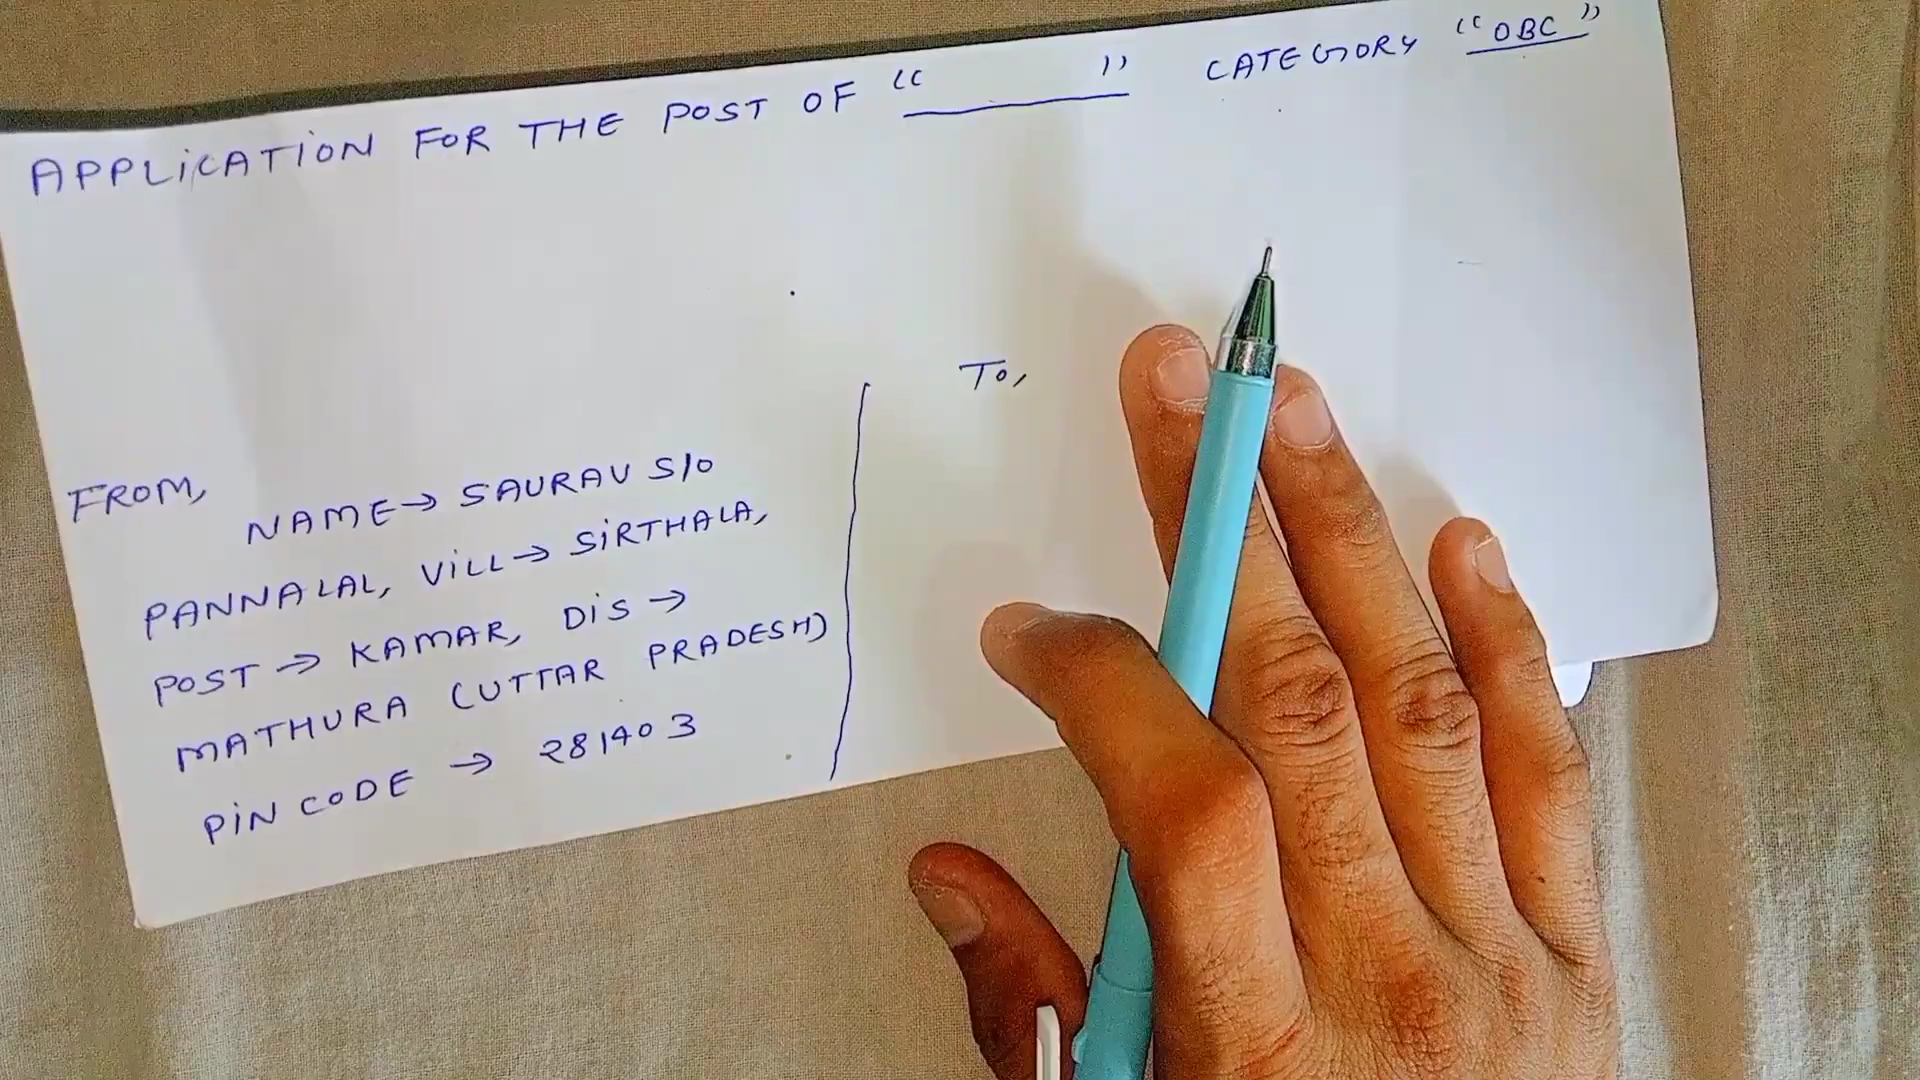 APPLiCATiON FOR THE POST OF "________" CATEGORY "OBC"
To,
FROM,
NAME→ SAURAV S/O
PANNALAL, ViLL→ SiRTHALA,
POST → KAMAR, DiS →
MATHURA (UTTAR PRADESH)
PiN CODE → 281403